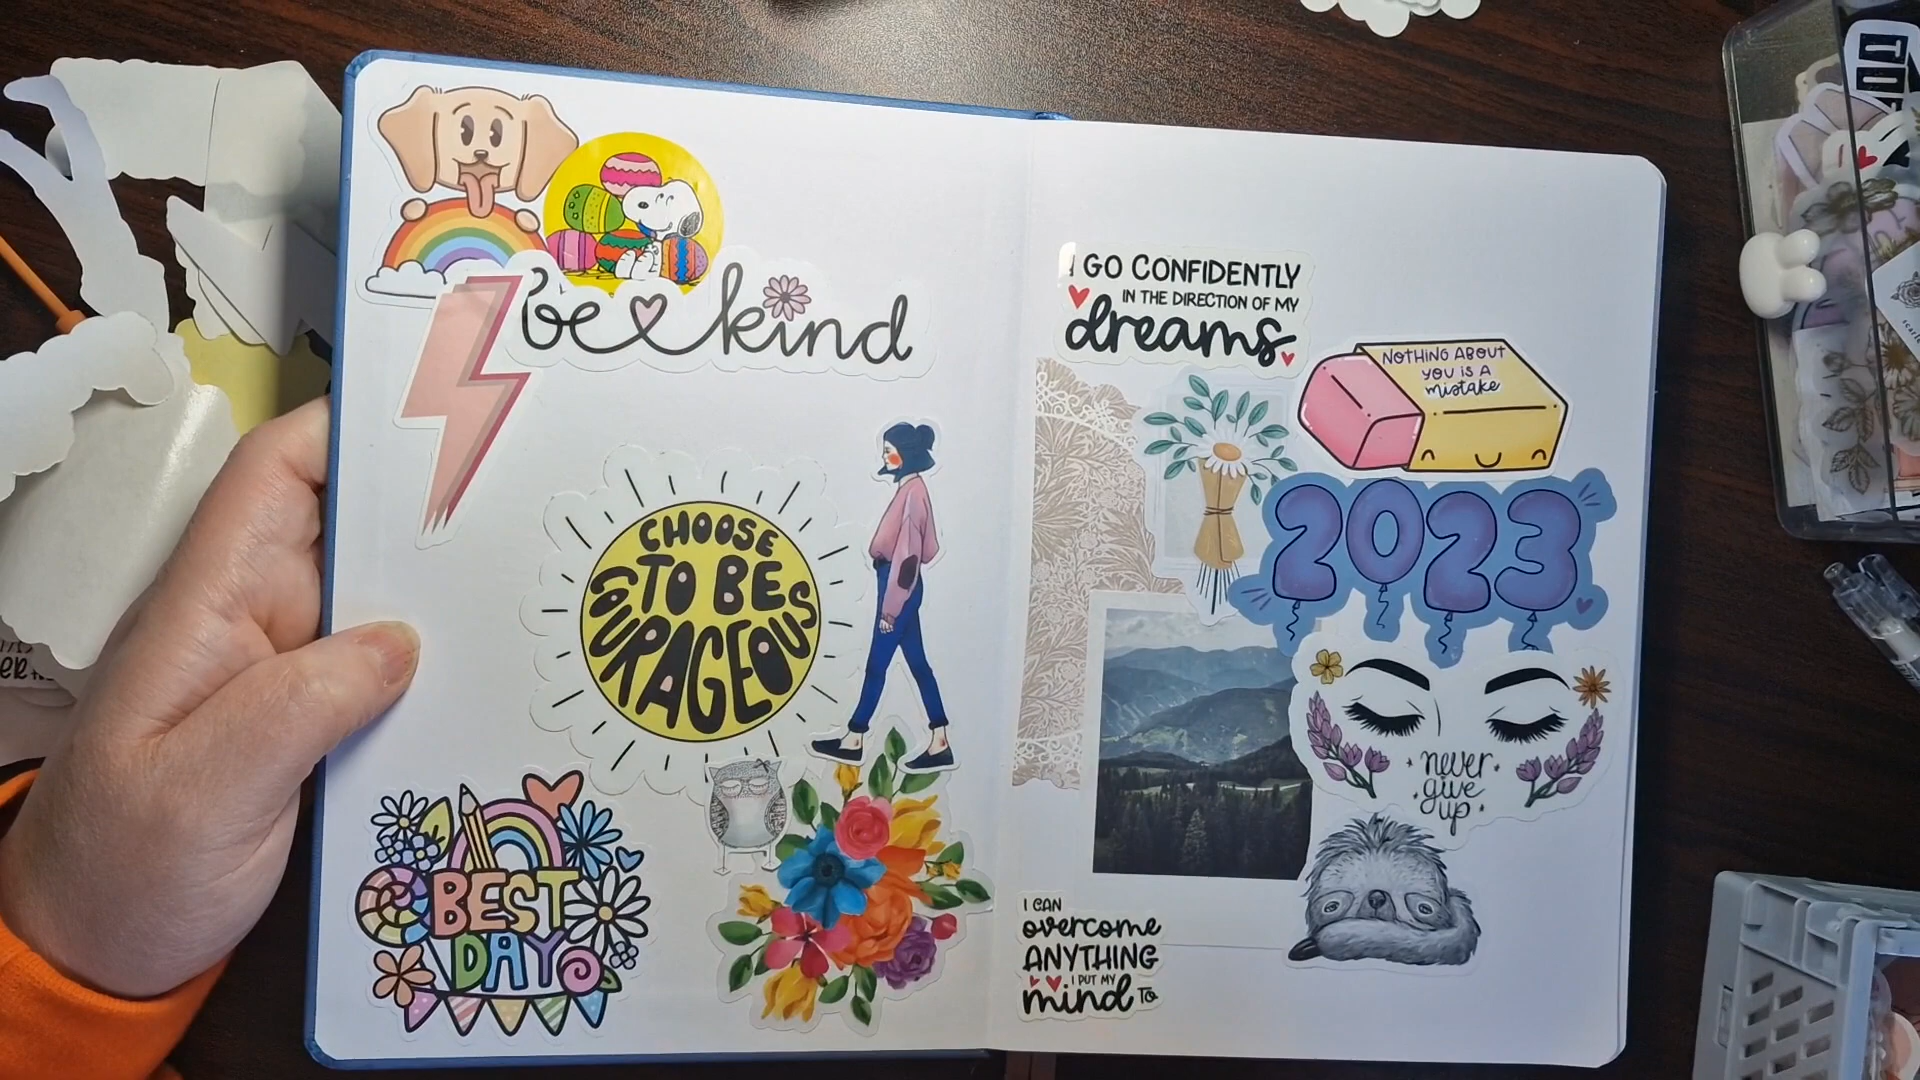 be kind
CHOOSE
TO BE
COURAGEOUS
BEST
DAY
I GO CONFIDENTLY
IN THE DIRECTION OF MY
dreams
NOTHING ABOUT
YOU IS A
mistake
2023
never
give
up
I CAN
overcome
ANYTHING
I PUT MY
mind TO